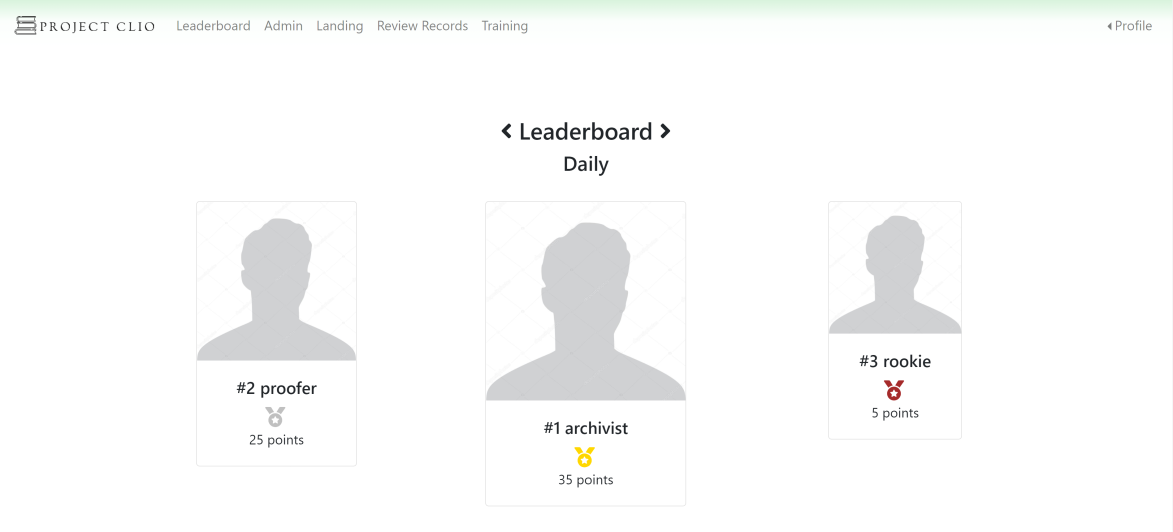 PROJECT CLIO Leaderboard Admin Landing Review Records Training Profile
Leaderboard
Daily
#2 proofer
25 points
#1 archivist
35 points
#3 rookie
5 points